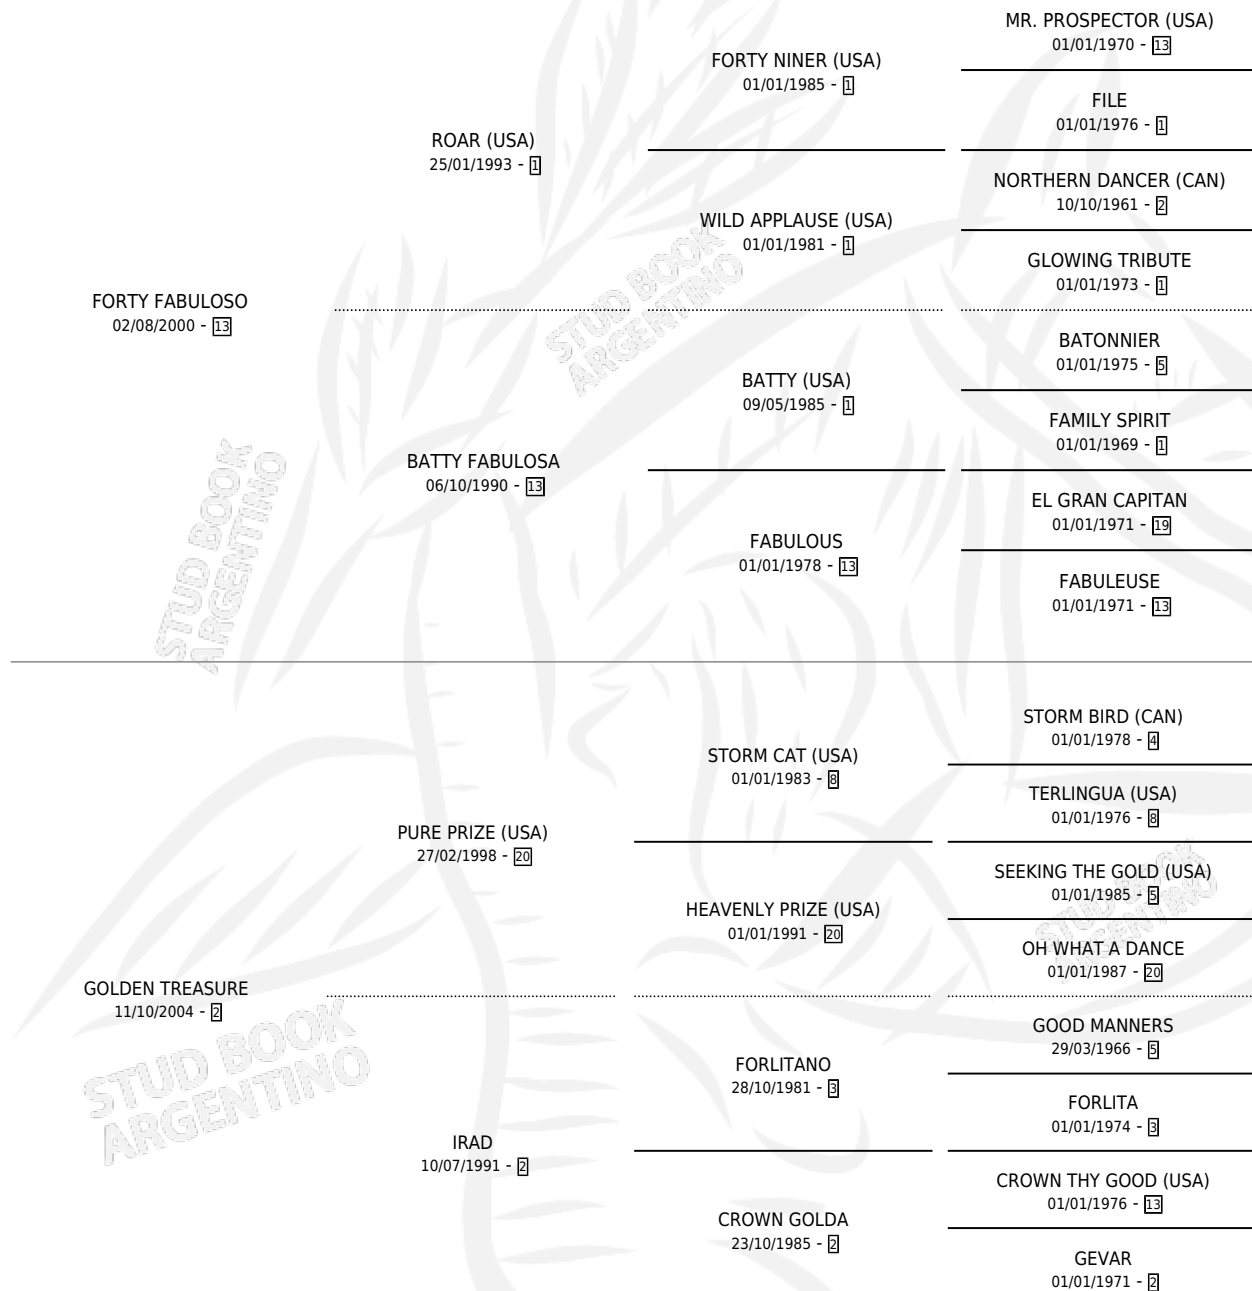 MR. PROSPECTOR (USA)
01/01/1970 - 13
FORTY NINER (USA)
01/01/1985 - 1
FILE
01/01/1976 - 1
ROAR (USA)
25/01/1993 - 1
NORTHERN DANCER (CAN)
10/10/1961 - 2
WILD APPLAUSE (USA)
01/01/1981 - 1
GLOWING TRIBUTE
01/01/1973 - 1
FORTY FABULOSO
02/08/2000 - 13
BATONNIER
01/01/1975 - 5
BATTY (USA)
09/05/1985 - 1
FAMILY SPIRIT
01/01/1969 - 1
BATTY FABULOSA
06/10/1990 - 13
EL GRAN CAPITAN
01/01/1971 - 19
FABULOUS
01/01/1978 - 13
FABULEUSE
01/01/1971 - 13
STORM BIRD (CAN)
01/01/1978 - 4
STORM CAT (USA)
01/01/1983 - 8
TERLINGUA (USA)
01/01/1976 - 8
PURE PRIZE (USA)
27/02/1998 - 20
SEEKING THE GOLD (USA)
01/01/1985 - 5
HEAVENLY PRIZE (USA)
01/01/1991 - 20
OH WHAT A DANCE
01/01/1987 - 20
GOLDEN TREASURE
11/10/2004 - 2
GOOD MANNERS
29/03/1966 - 5
FORLITANO
28/10/1981 - 3
FORLITA
01/01/1974 - 3
IRAD
10/07/1991 - 2
CROWN THY GOOD (USA)
01/01/1976 - 13
CROWN GOLDA
23/10/1985 - 2
GEVAR
01/01/1971 - 2
STUD BOOK
ARGENTINO
STUD BOOK
ARGENTINO
STUD BOOK
ARGENTINO
STUD BOOK
ARGENTINO